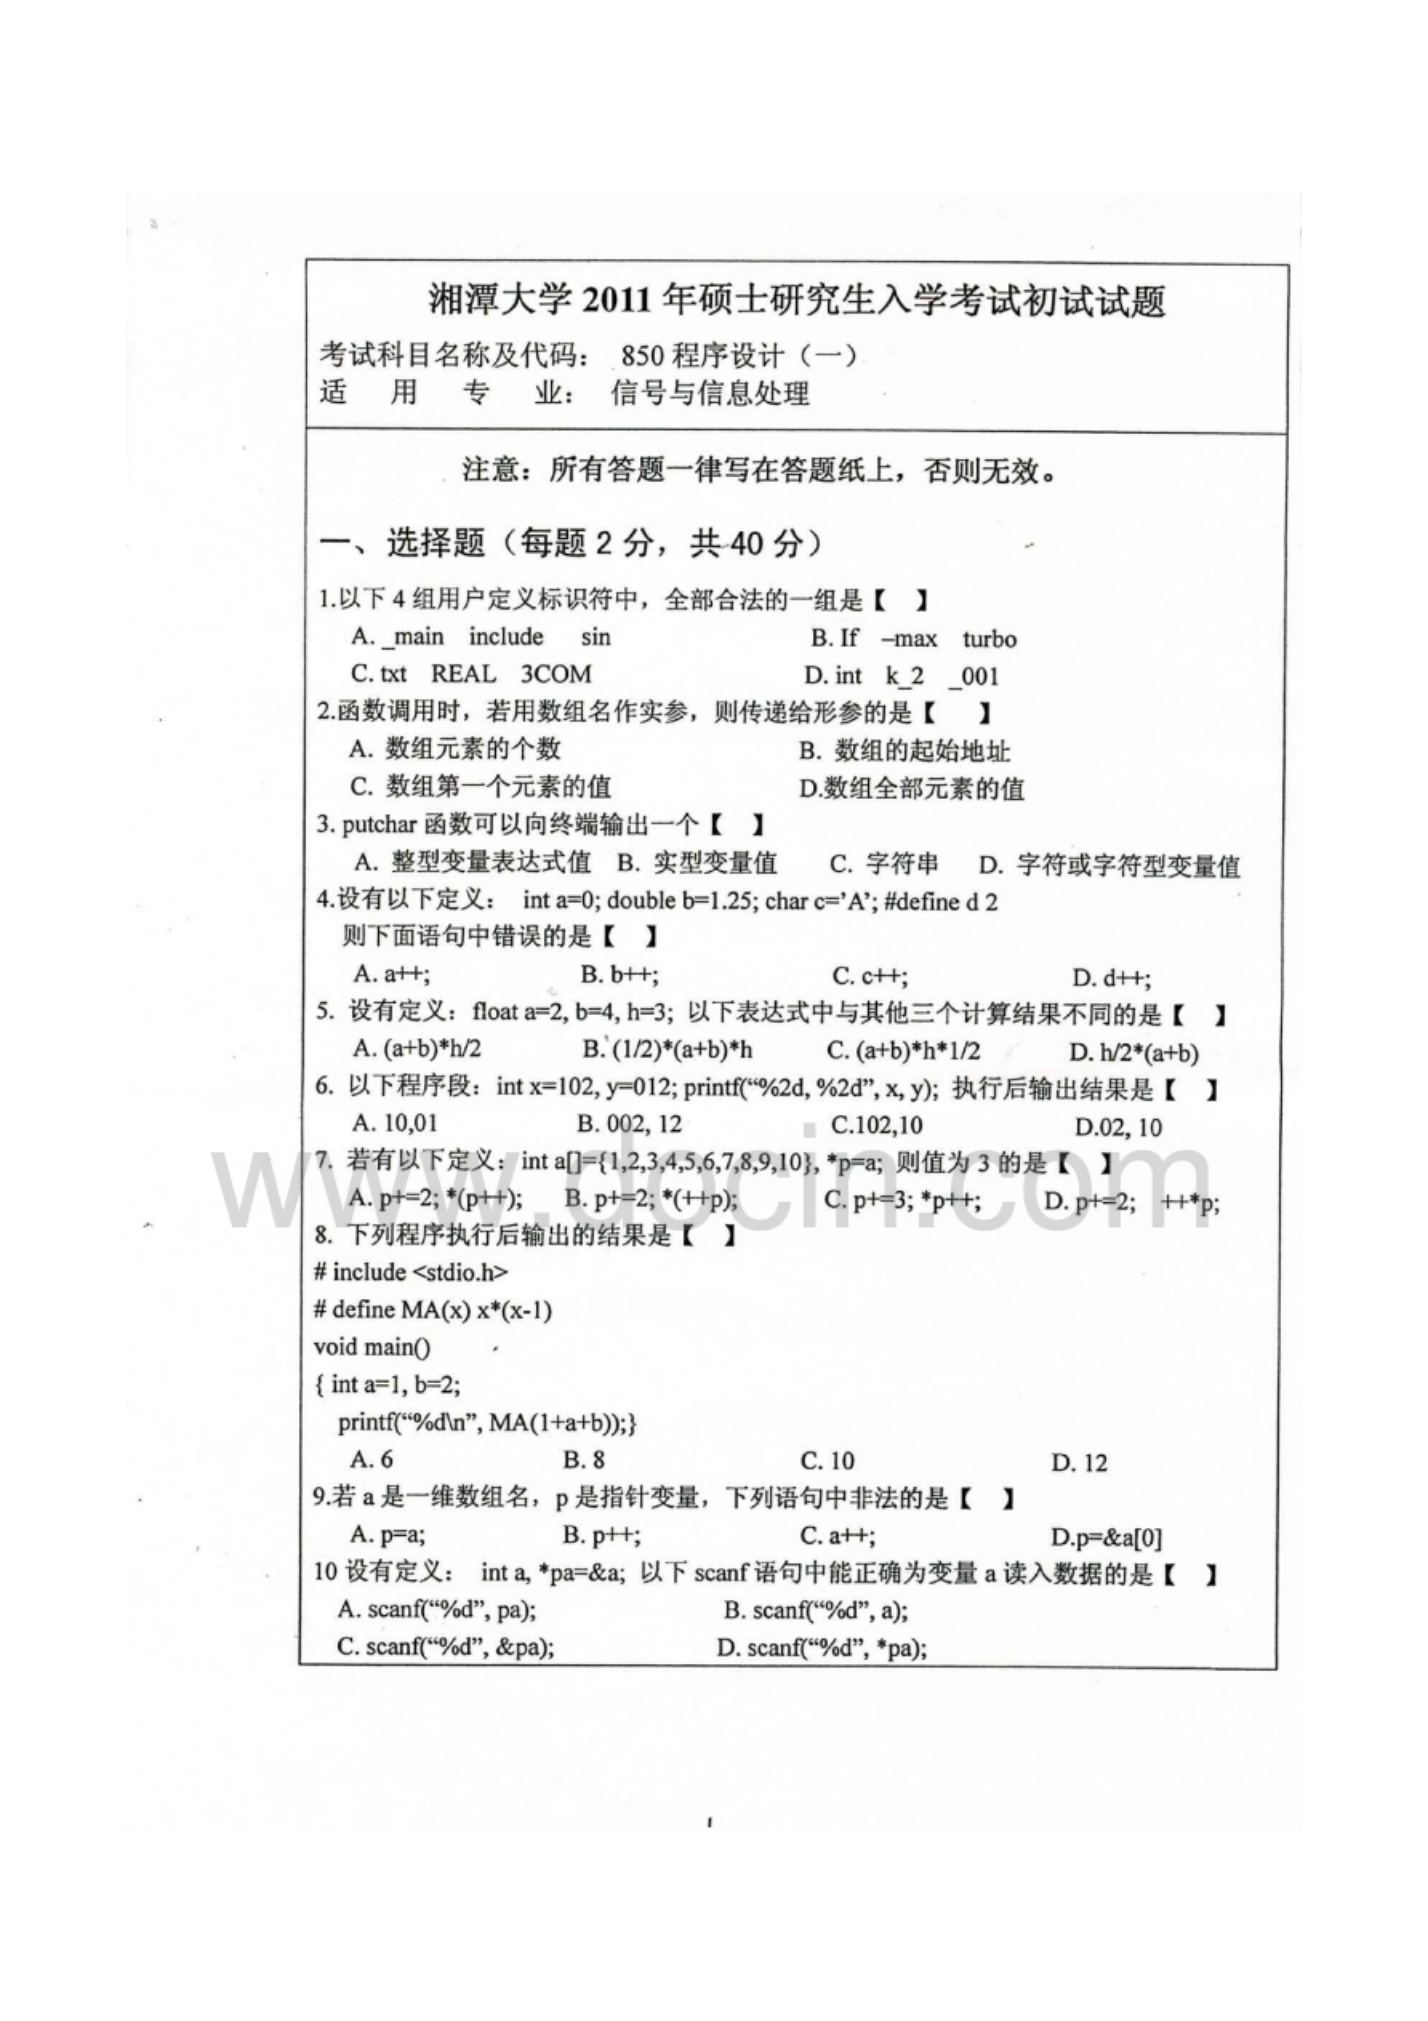 湘潭大学 2011 年硕士研究生入学考试初试试题
考试科目名称及代码： 850 程序设计（一）
适 用 专 业： 信号与信息处理
注意：所有答题一律写在答题纸上，否则无效。
一、选择题（每题 2 分，共 40 分）
1.以下 4 组用户定义标识符中，全部合法的一组是【 】
A. _main include sin B. If –max turbo
C. txt REAL 3COM D. int k_2 _001
2.函数调用时，若用数组名作实参，则传递给形参的是【 】
A. 数组元素的个数 B. 数组的起始地址
C. 数组第一个元素的值 D.数组全部元素的值
3. putchar 函数可以向终端输出一个【 】
A. 整型变量表达式值 B. 实型变量值 C. 字符串 D. 字符或字符型变量值
4.设有以下定义： int a=0; double b=1.25; char c=’A’; #define d 2
则下面语句中错误的是【 】
A. a++; B. b++; C. c++; D. d++;
5. 设有定义：float a=2, b=4, h=3; 以下表达式中与其他三个计算结果不同的是【 】
A. (a+b)*h/2 B. (1/2)*(a+b)*h C. (a+b)*h*1/2 D. h/2*(a+b)
6. 以下程序段：int x=102, y=012; printf(“%2d, %2d”, x, y); 执行后输出结果是【 】
A. 10,01 B. 002, 12 C.102,10 D.02, 10
7. 若有以下定义：int a[]={1,2,3,4,5,6,7,8,9,10}, *p=a; 则值为 3 的是【 】
A. p+=2; *(p++); B. p+=2; *(++p); C. p+=3; *p++; D. p+=2; ++*p;
www.docin.com
8. 下列程序执行后输出的结果是【 】
# include <stdio.h>
# define MA(x) x*(x-1)
void main()
{ int a=1, b=2;
printf(“%d\n”, MA(1+a+b));}
A. 6 B. 8 C. 10 D. 12
9.若 a 是一维数组名，p 是指针变量，下列语句中非法的是【 】
A. p=a; B. p++; C. a++; D.p=&a[0]
10 设有定义： int a, *pa=&a; 以下 scanf 语句中能正确为变量 a 读入数据的是【 】
A. scanf(“%d”, pa); B. scanf(“%d”, a);
C. scanf(“%d”, &pa); D. scanf(“%d”, *pa);